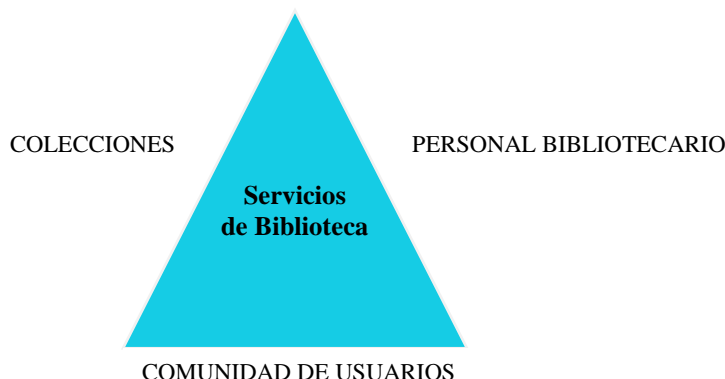 COLECCIONES
PERSONAL BIBLIOTECARIO
Servicios
de Biblioteca
COMUNIDAD DE USUARIOS